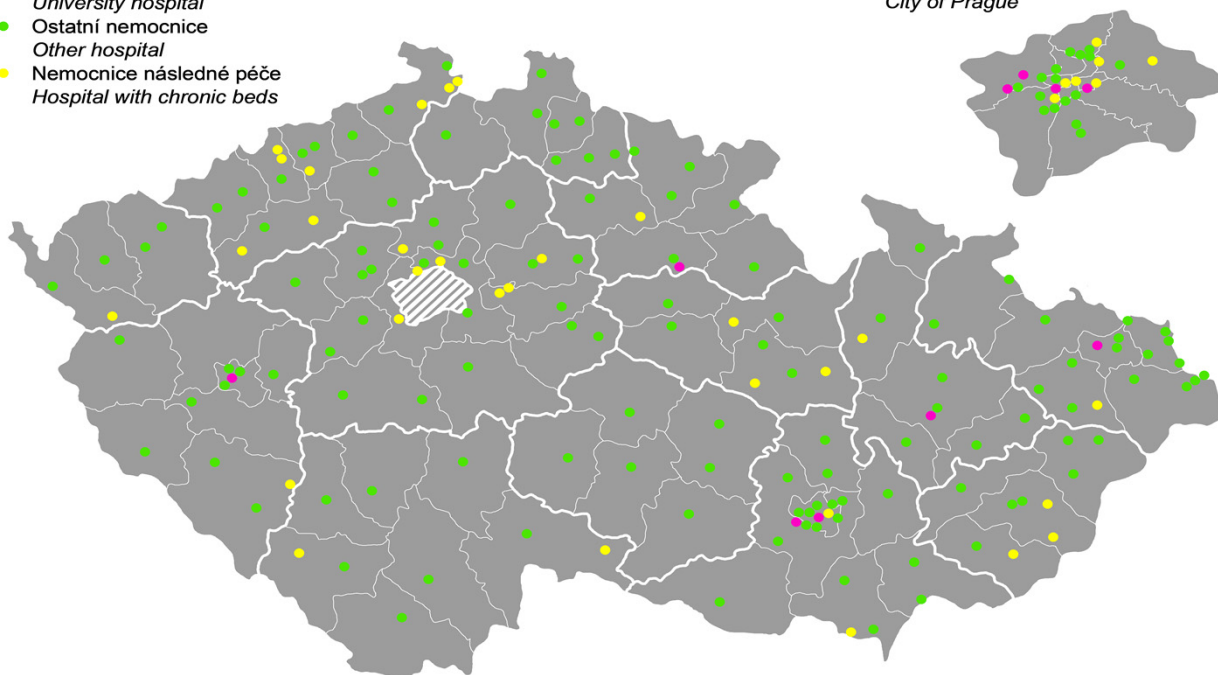 University hospital
Ostatní nemocnice
Other hospital
Nemocnice následné péče
Hospital with chronic beds
City of Prague